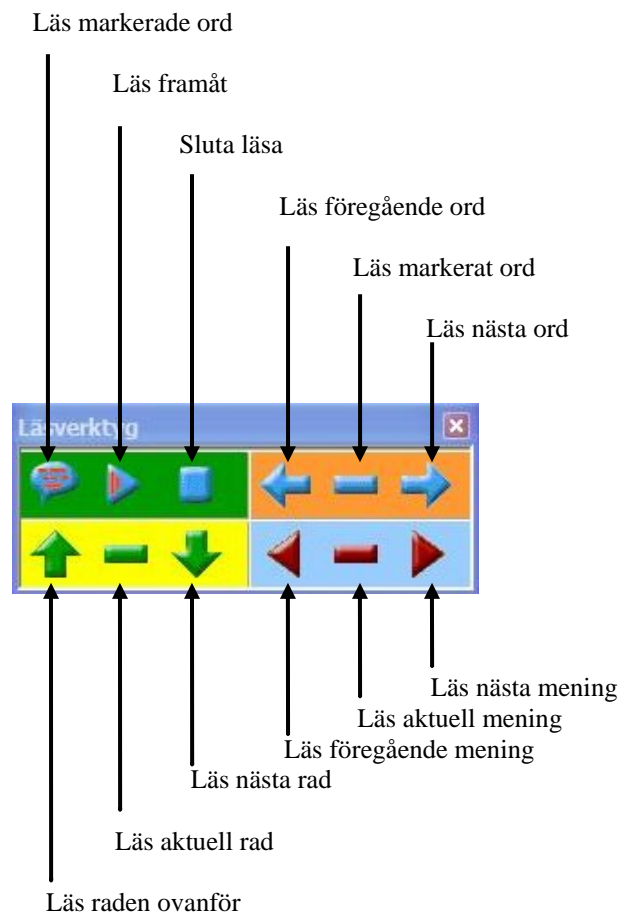 Läs markerade ord
Läs framåt
Sluta läsa
Läs föregående ord
Läs markerat ord
Läs nästa ord
Läsverktyg
Läs nästa mening
Läs aktuell mening
Läs föregående mening
Läs nästa rad
Läs aktuell rad
Läs raden ovanför